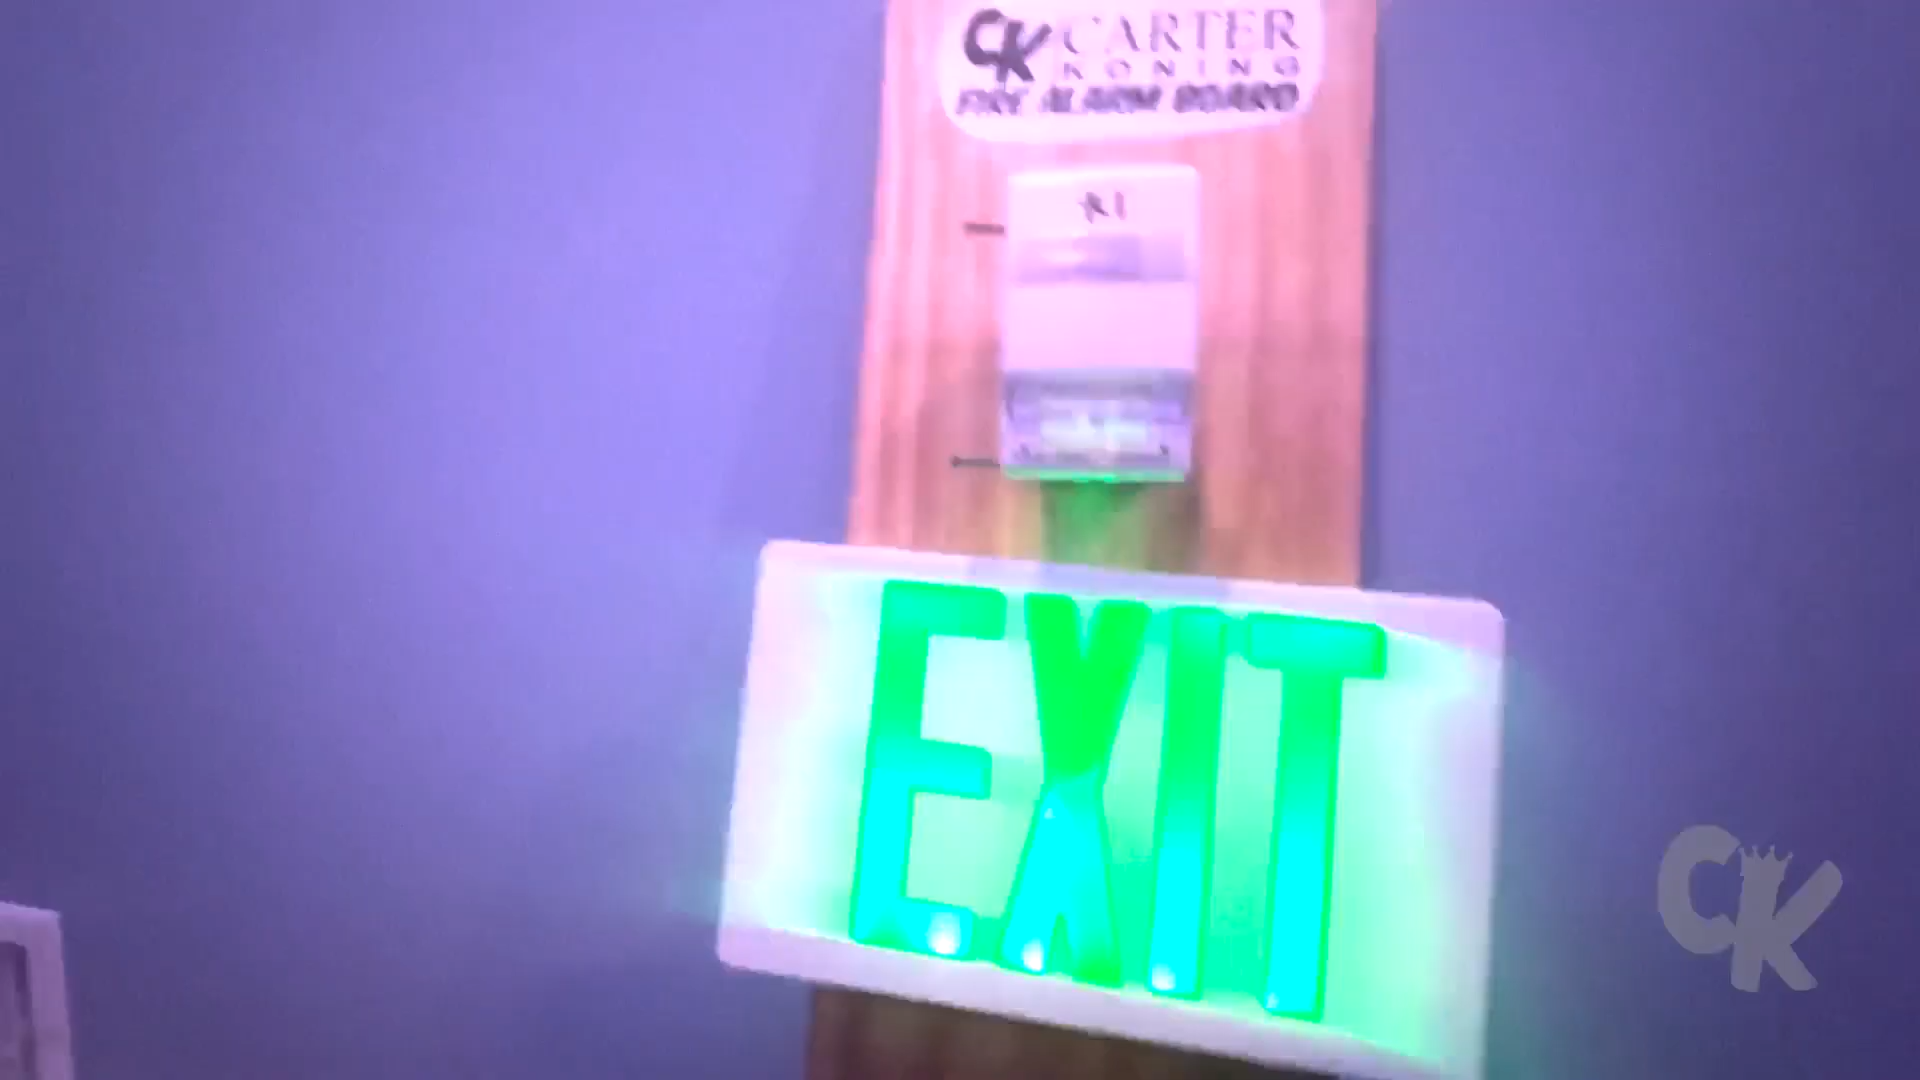 CK CARTER
KONING
FIRE ALARM BOARD
EXIT
CK